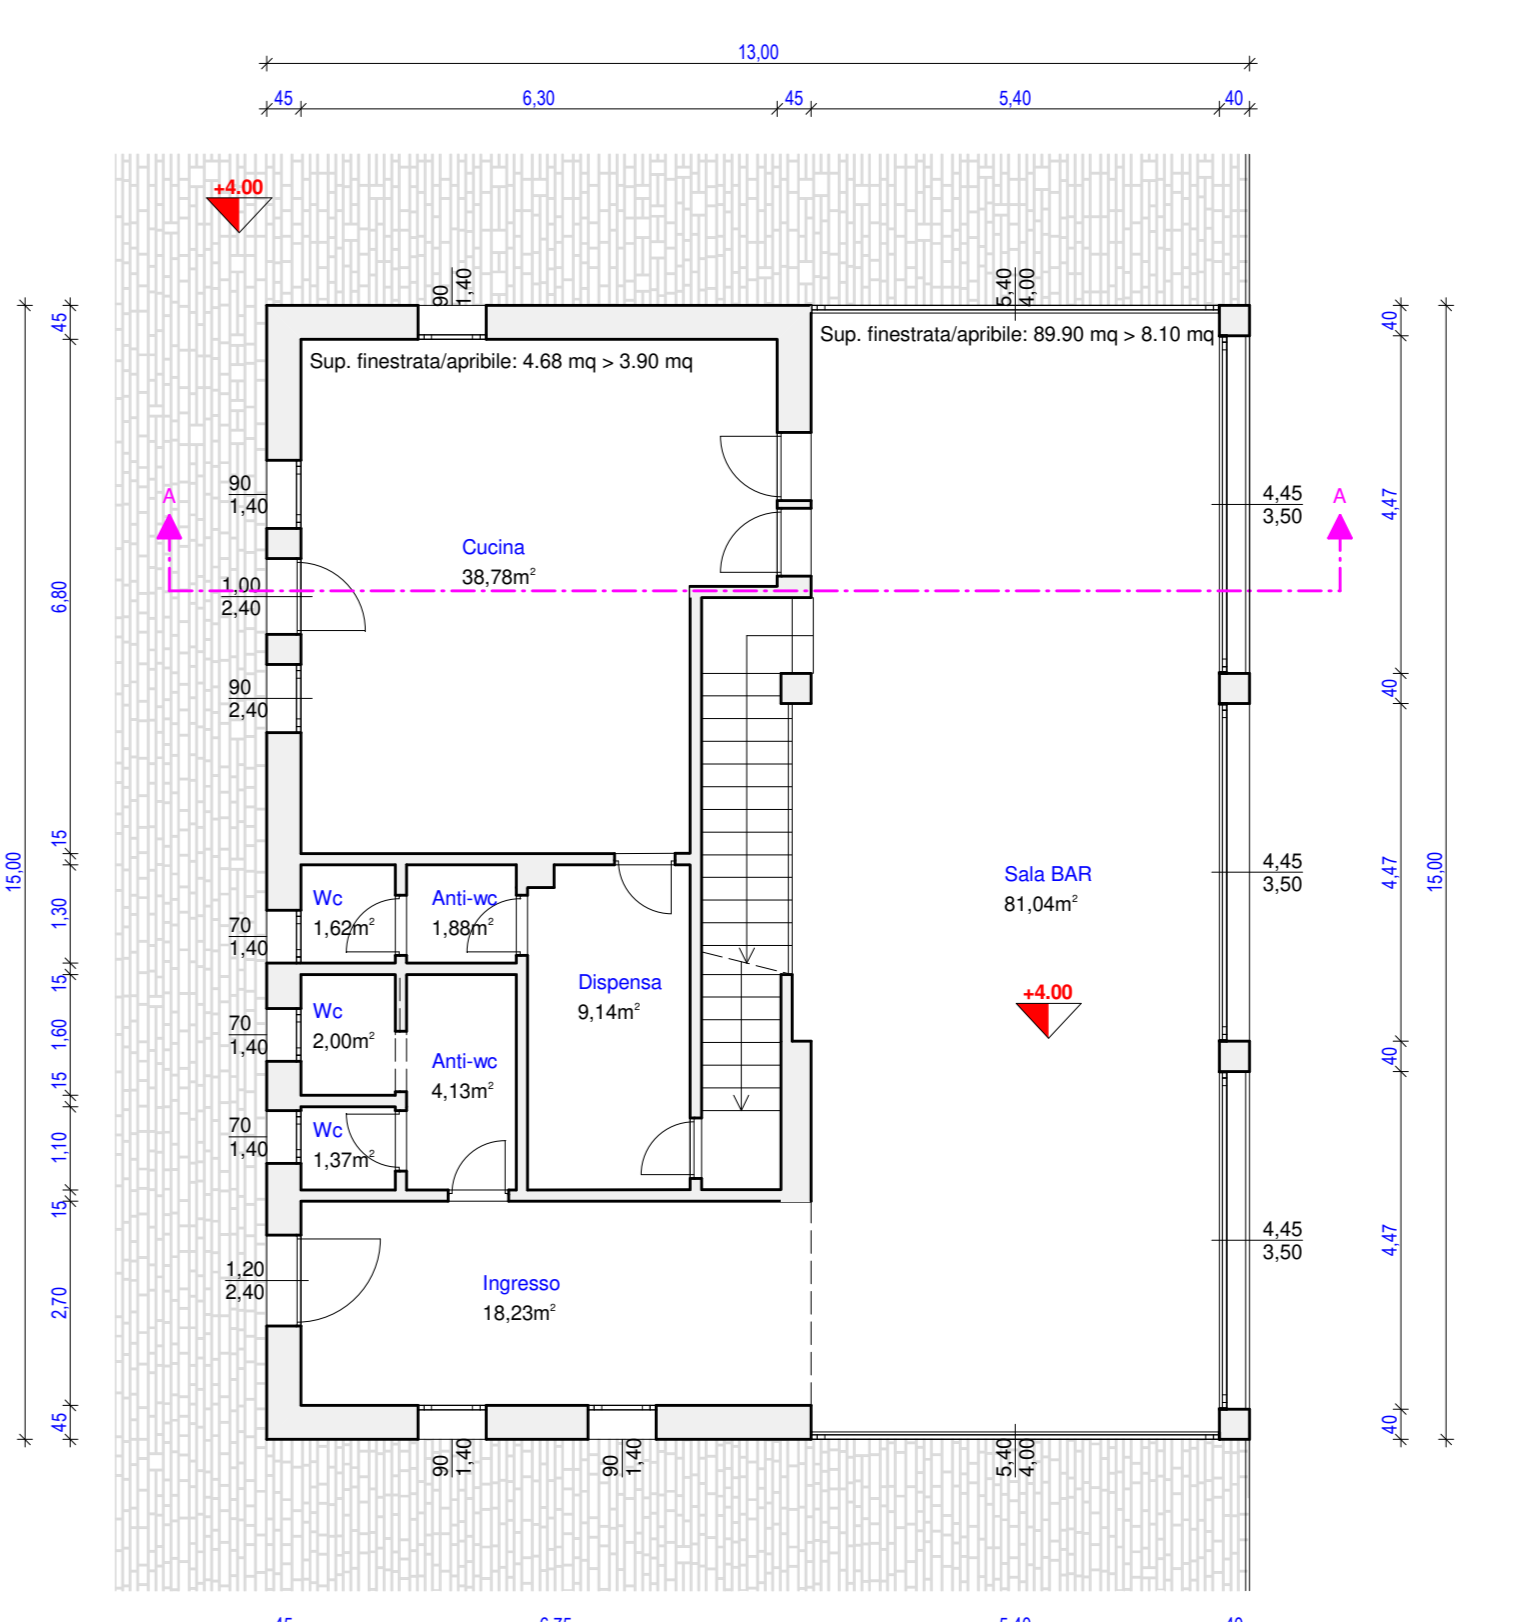 13,00
45
6,30
45
5,40
40
+4.00
90
1,40
5,40
4,00
Sup. finestrata/apribile: 4.68 mq > 3.90 mq
Sup. finestrata/apribile: 89.90 mq > 8.10 mq
45
40
90
1,40
A
4,45
3,50
A
4,47
Cucina
38,78m²
1,00
2,40
6,80
90
2,40
40
15
15,00
Sala BAR
81,04m²
4,45
3,50
4,47
15,00
Wc
1,62m²
Anti-wc
1,88m²
1,30
70
1,40
Dispensa
9,14m²
15
+4.00
Wc
2,00m²
1,60
70
1,40
Anti-wc
4,13m²
40
15
Wc
1,37m²
1,10
70
1,40
15
4,45
3,50
4,47
1,20
2,40
Ingresso
18,23m²
2,70
45
40
90
1,40
90
1,40
5,40
4,00
45
6,75
5,40
40